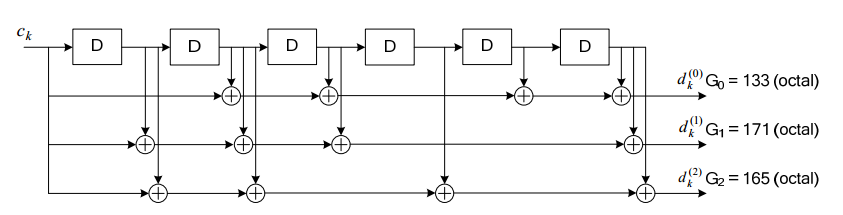 c_k
D D D D D D
d_k^(0) G_0 = 133 (octal)
d_k^(1) G_1 = 171 (octal)
d_k^(2) G_2 = 165 (octal)